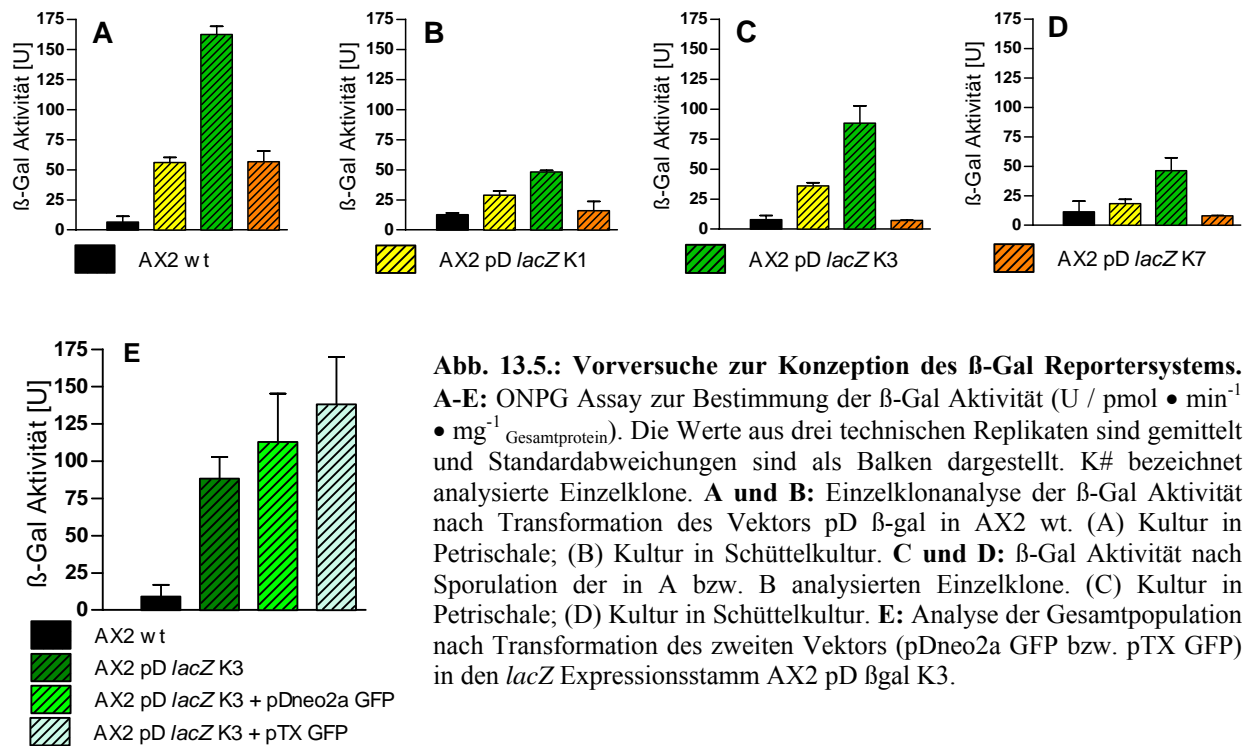 A
ß-Gal Aktivität [U]
175
150
125
100
75
50
25
0
B
ß-Gal Aktivität [U]
175
150
125
100
75
50
25
0
C
ß-Gal Aktivität [U]
175
150
125
100
75
50
25
0
D
ß-Gal Aktivität [U]
175
150
125
100
75
50
25
0
AX2 wt
AX2 pD lacZ K1
AX2 pD lacZ K3
AX2 pD lacZ K7
E
ß-Gal Aktivität [U]
175
150
125
100
75
50
25
0
AX2 wt
AX2 pD lacZ K3
AX2 pD lacZ K3 + pDneo2a GFP
AX2 pD lacZ K3 + pTX GFP
Abb. 13.5.: Vorversuche zur Konzeption des ß-Gal Reportersystems.
A-E: ONPG Assay zur Bestimmung der ß-Gal Aktivität (U / pmol • min⁻¹
• mg⁻¹ Gesamtprotein). Die Werte aus drei technischen Replikaten sind gemittelt
und Standardabweichungen sind als Balken dargestellt. K# bezeichnet
analysierte Einzelklone. A und B: Einzelklonanalyse der ß-Gal Aktivität
nach Transformation des Vektors pD ß-gal in AX2 wt. (A) Kultur in
Petrischale; (B) Kultur in Schüttelkultur. C und D: ß-Gal Aktivität nach
Sporulation der in A bzw. B analysierten Einzelklone. (C) Kultur in
Petrischale; (D) Kultur in Schüttelkultur. E: Analyse der Gesamtpopulation
nach Transformation des zweiten Vektors (pDneo2a GFP bzw. pTX GFP)
in den lacZ Expressionsstamm AX2 pD ßgal K3.